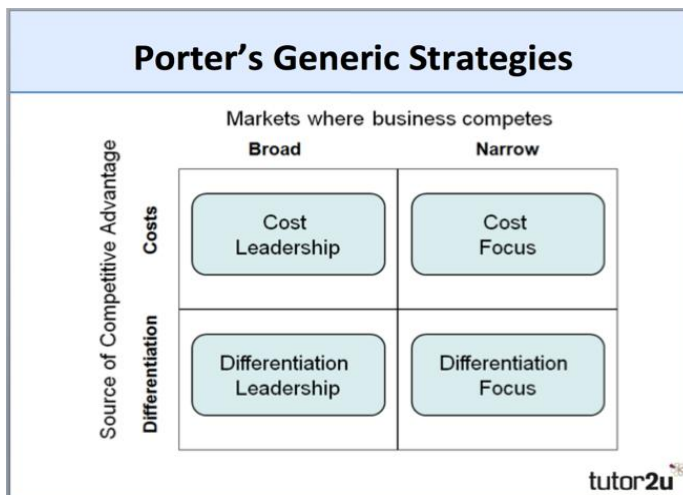 Porter’s Generic Strategies
Markets where business competes
Broad
Narrow
Source of Competitive Advantage
Costs
Cost
Leadership
Cost
Focus
Differentiation
Differentiation
Leadership
Differentiation
Focus
tutor2u